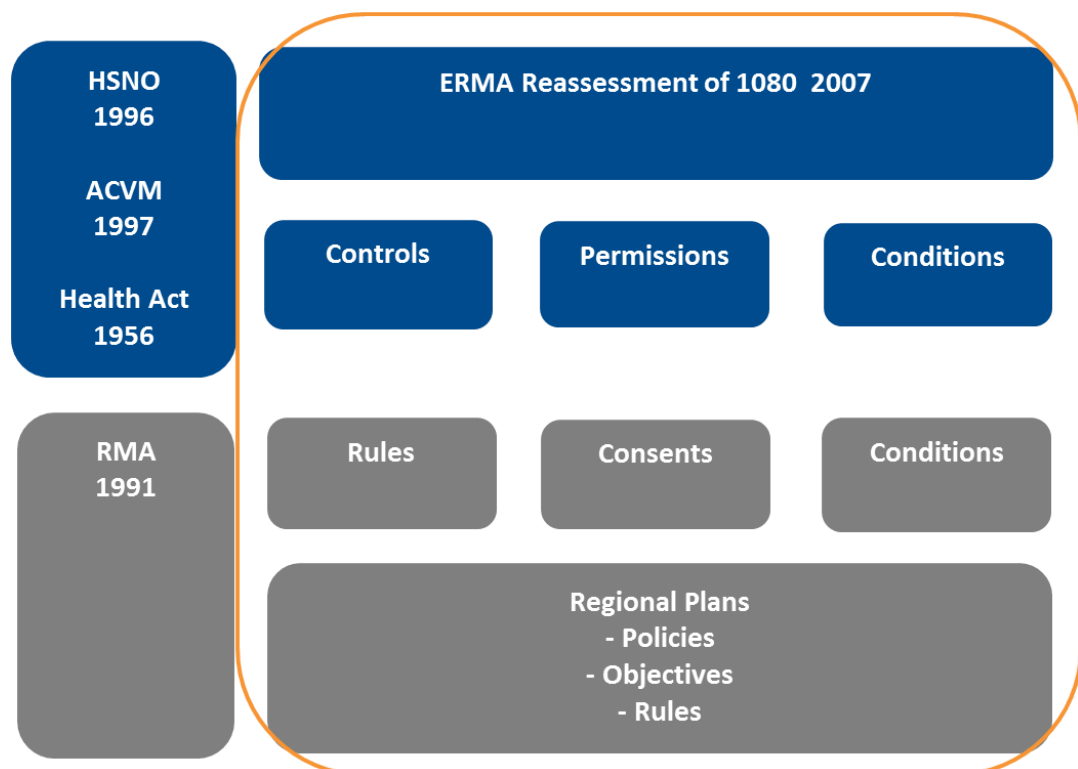 HSNO
1996
ACVM
1997
Health Act
1956
ERMA Reassessment of 1080  2007
Controls
Permissions
Conditions
RMA
1991
Rules
Consents
Conditions
Regional Plans
- Policies
- Objectives
- Rules